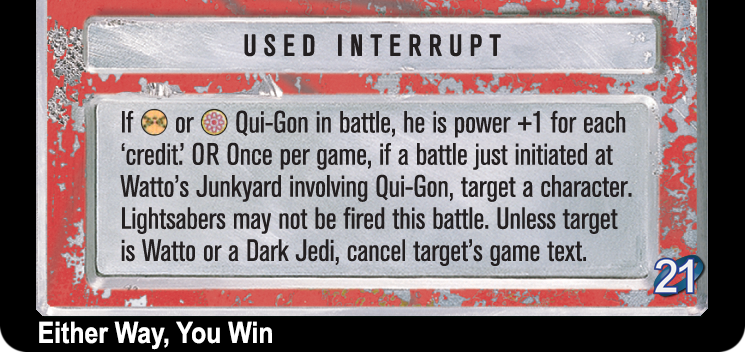 USED INTERRUPT
If or Qui-Gon in battle, he is power +1 for each
‘credit.’ OR Once per game, if a battle just initiated at
Watto’s Junkyard involving Qui-Gon, target a character.
Lightsabers may not be fired this battle. Unless target
is Watto or a Dark Jedi, cancel target’s game text.
21
Either Way, You Win